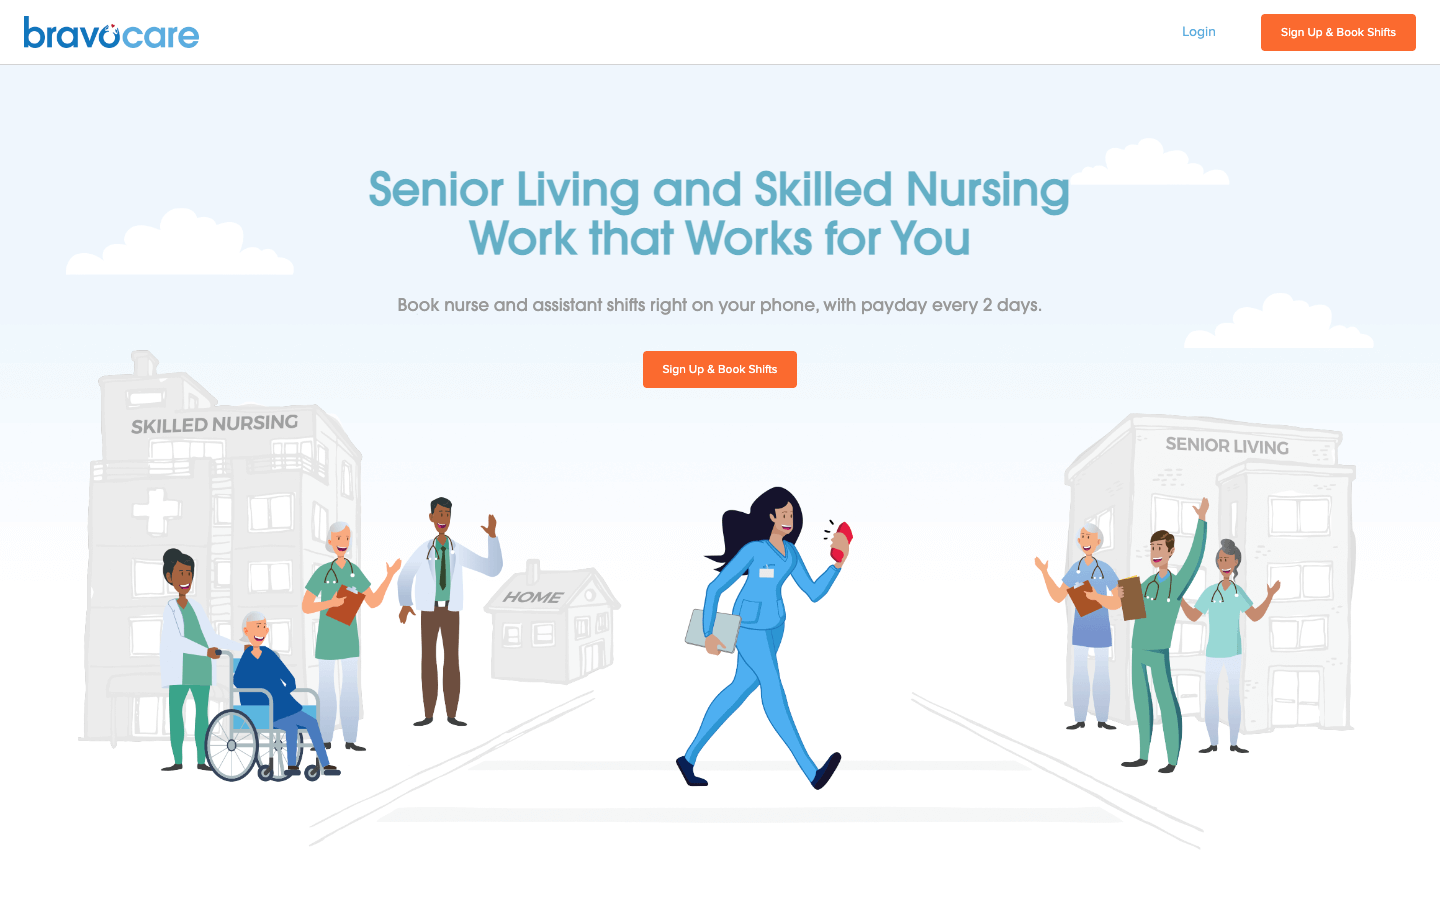 bravocare
Login
Sign Up & Book Shifts
Senior Living and Skilled Nursing
Work that Works for You
Book nurse and assistant shifts right on your phone, with payday every 2 days.
Sign Up & Book Shifts
SKILLED NURSING
SENIOR LIVING
HOME